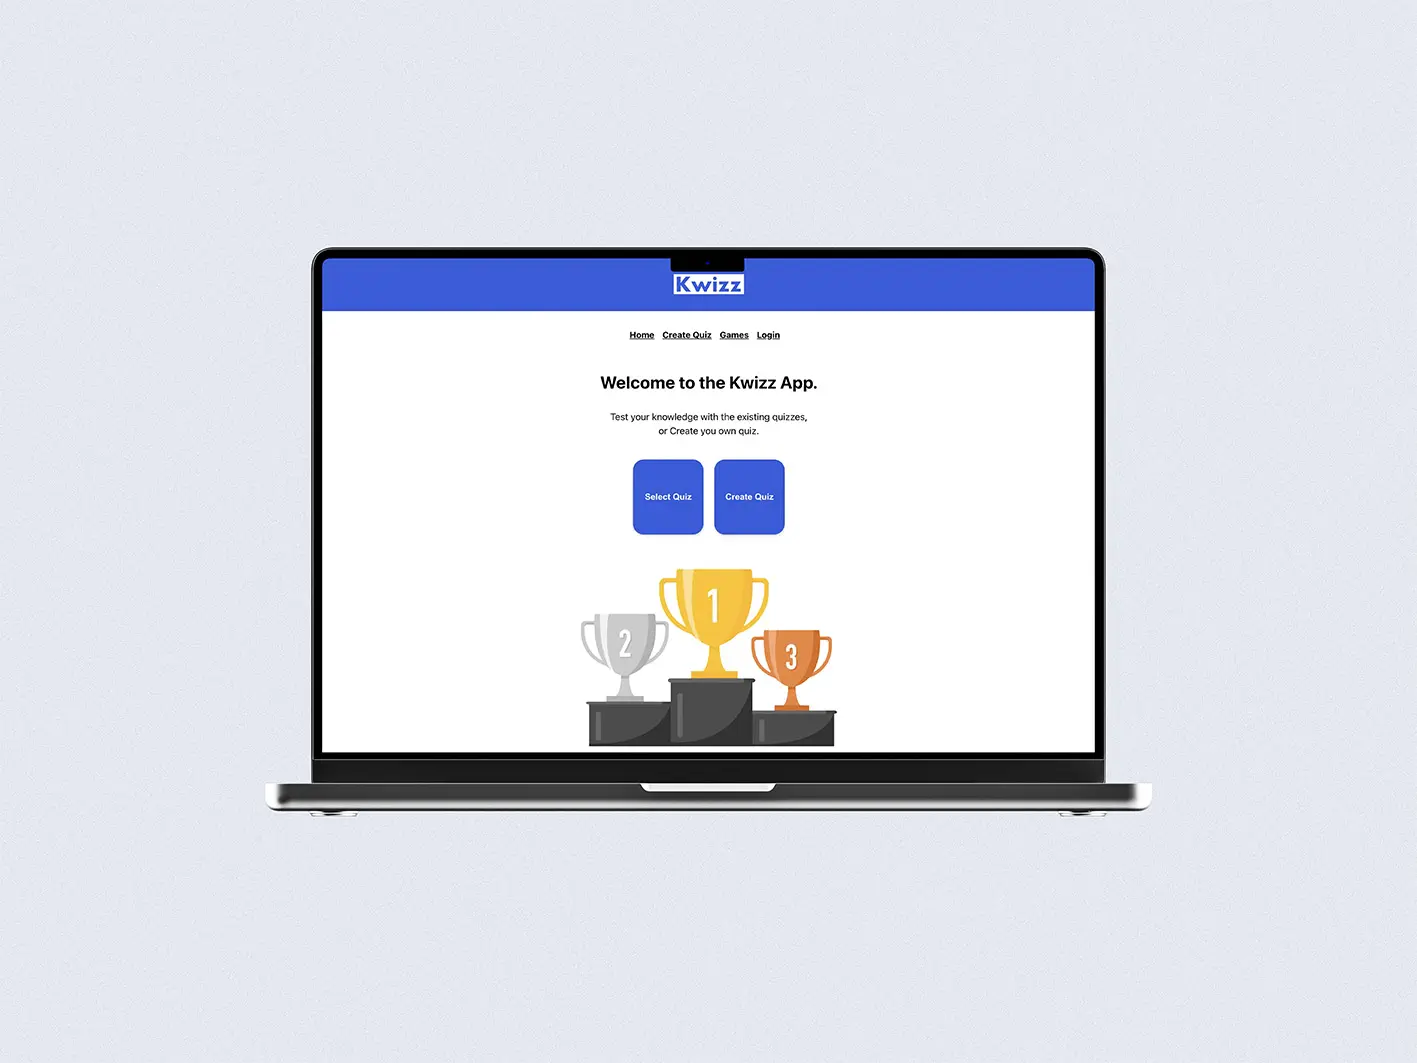 Kwizz
Home Create Quiz Games Login
Welcome to the Kwizz App.
Test your knowledge with the existing quizzes,
or Create you own quiz.
Select Quiz Create Quiz
1
2
3